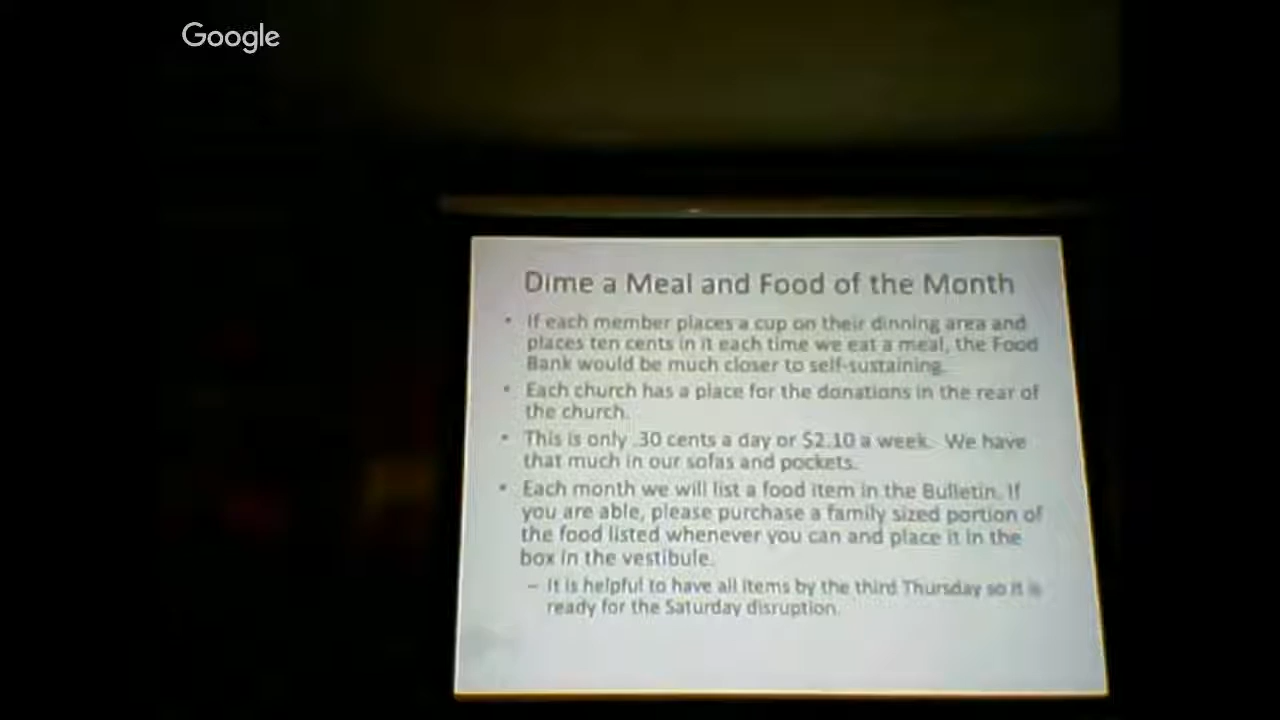 Google
Dime a Meal and Food of the Month
• If each member places a cup on their dinning area and
places ten cents in it each time we eat a meal, the Food
Bank would be much closer to self-sustaining.
• Each church has a place for the donations in the rear of
the church.
• This is only .30 cents a day or $2.10 a week. We have
that much in our sofas and pockets.
• Each month we will list a food item in the Bulletin. If
you are able, please purchase a family sized portion of
the food listed whenever you can and place it in the
box in the vestibule.
– It is helpful to have all items by the third Thursday so it is
ready for the Saturday disruption.